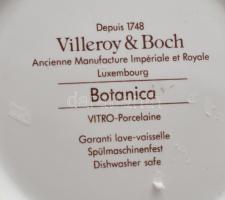 Depuis 1748
Villeroy & Boch
Ancienne Manufacture Impériale et Royale
Luxembourg
Botanica
VITRO-Porcelaine
Garanti lave-vaisselle
Spülmaschinenfest
Dishwasher safe